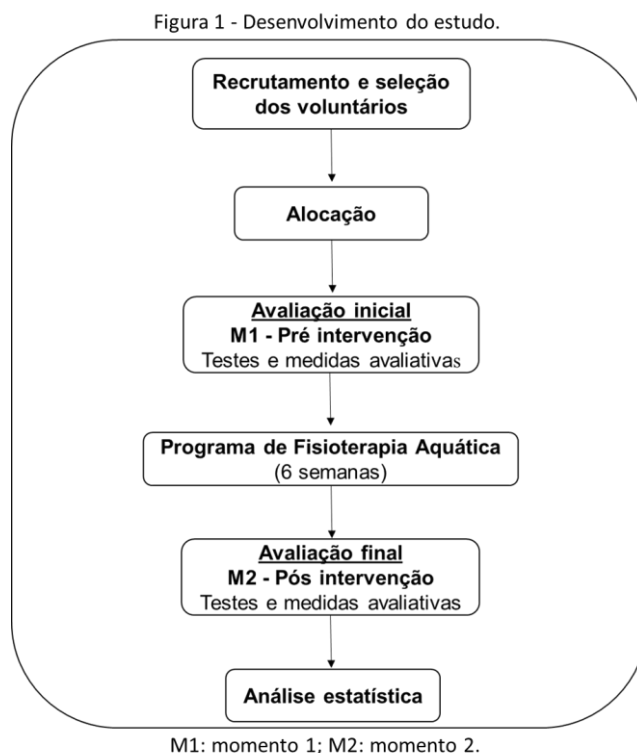 Figura 1 - Desenvolvimento do estudo.
Recrutamento e seleção
dos voluntários
Alocação
Avaliação inicial
M1 - Pré intervenção
Testes e medidas avaliativas
Programa de Fisioterapia Aquática
(6 semanas)
Avaliação final
M2 - Pós intervenção
Testes e medidas avaliativas
Análise estatística
M1: momento 1; M2: momento 2.